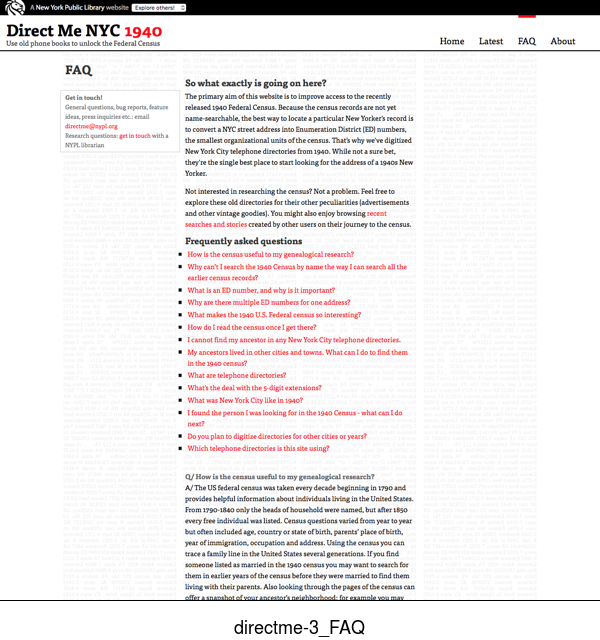 A New York Public Library website Explore others!
Direct Me NYC 1940
Use old phone books to unlock the Federal Census
Home Latest FAQ About
FAQ
Get in touch!
General questions, bug reports, feature
ideas, press inquiries etc.: email
directme@nypl.org
Research questions: get in touch with a
NYPL librarian
So what exactly is going on here?
The primary aim of this website is to improve access to the recently
released 1940 Federal Census. Because the census records are not yet
name-searchable, the best way to locate a particular New Yorker's record is
to convert a NYC street address into Enumeration District (ED) numbers,
the smallest organizational units of the census. That's why we've digitized
New York City telephone directories from 1940. While not a sure bet,
they're the single best place to start looking for the address of a 1940s New
Yorker.
Not interested in researching the census? Not a problem. Feel free to
explore these old directories for their other peculiarities (advertisements
and other vintage goodies). You might also enjoy browsing recent
searches and stories created by other users on their journey to the census.
Frequently asked questions
How is the census useful to my genealogical research?
Why can't I search the 1940 Census by name the way I can search all the
earlier census records?
What is an ED number, and why is it important?
Why are there multiple ED numbers for one address?
What makes the 1940 U.S. Federal census so interesting?
How do I read the census once I get there?
I cannot find my ancestor in any New York City telephone directories.
My ancestors lived in other cities and towns. What can I do to find them
in the 1940 census?
What are telephone directories?
What's the deal with the 5-digit extensions?
What was New York City like in 1940?
I found the person I was looking for in the 1940 Census - what can I do
next?
Do you plan to digitize directories for other cities or years?
Which telephone directories is this site using?
Q/ How is the census useful to my genealogical research?
A/ The US federal census was taken every decade beginning in 1790 and
provides helpful information about individuals living in the United States.
From 1790-1840 only the heads of household were named, but after 1850
every free individual was listed. Census questions varied from year to year
but often included age, country or state of birth, parents' place of birth,
year of immigration, occupation and address. Using the census you can
trace a family line in the United States several generations. If you find
someone listed as married in the 1940 census you may want to search for
them in earlier years of the census before they were married to find them
living with their parents. Also looking through the pages of the census can
offer a snapshot of your ancestor's neighborhood; for example you may
directme-3_FAQ